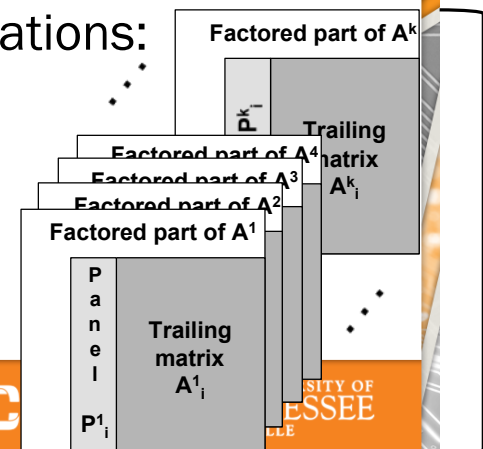 ations:
Factored part of Aᵏ
Pᵏᵢ
Trailing
matrix
Aᵏᵢ
Factored part of A⁴
Factored part of A³
Factored part of A²
Factored part of A¹
P
a
n
e
l
P¹ᵢ
Trailing
matrix
A¹ᵢ
SITY OF
ESSEE
LLE